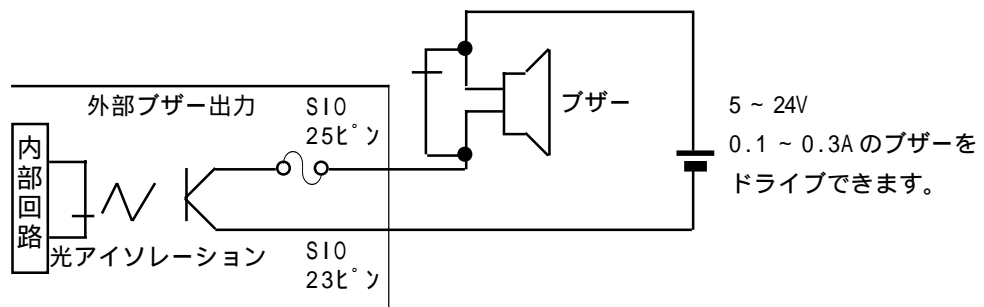 外部ブザー出力
SIO
25ピン
ブザー
5 ~ 24V
0.1 ~ 0.3Aのブザーを
ドライブできます。
内部回路
光アイソレーション
SIO
23ピン